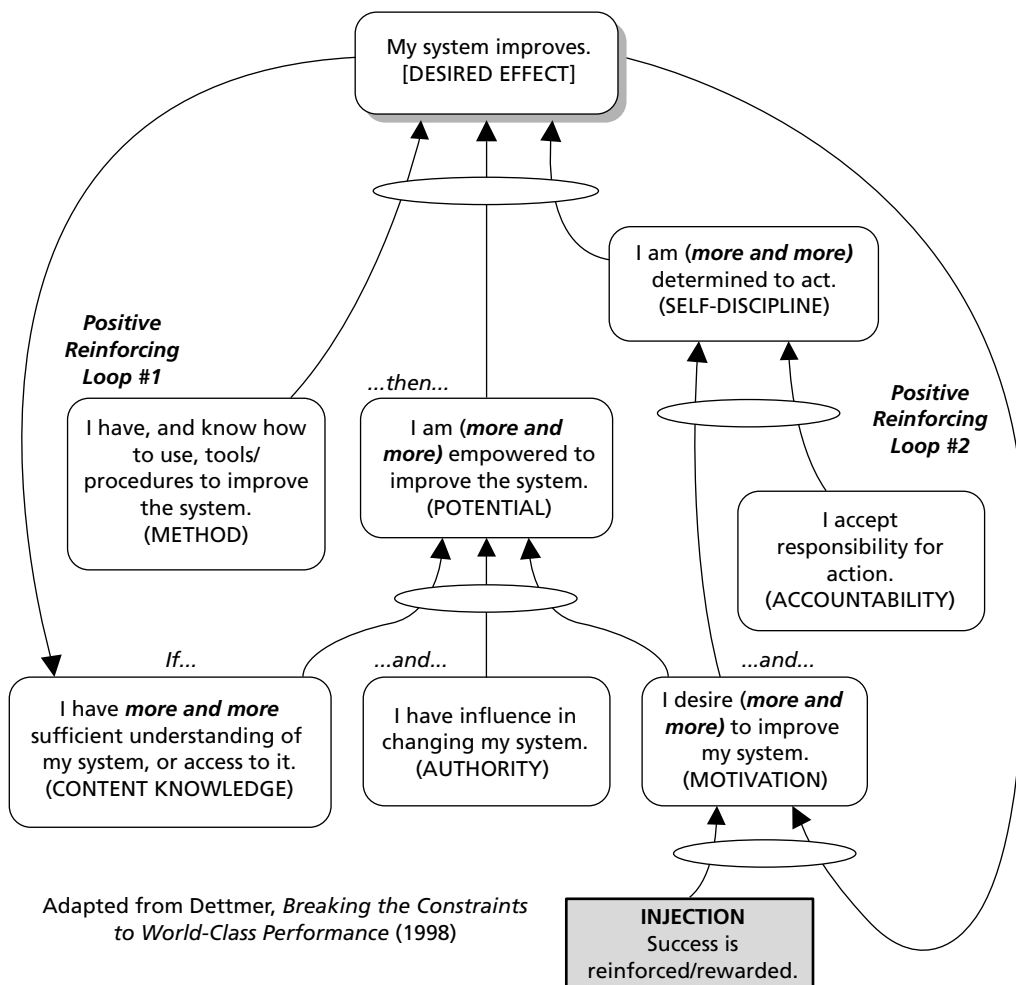 My system improves.
[DESIRED EFFECT]
I am (more and more)
determined to act.
(SELF-DISCIPLINE)
Positive
Reinforcing
Loop #1
...then...
Positive
Reinforcing
Loop #2
I have, and know how
to use, tools/
procedures to improve
the system.
(METHOD)
I am (more and
more) empowered to
improve the system.
(POTENTIAL)
I accept
responsibility for
action.
(ACCOUNTABILITY)
If...
...and...
...and...
I have more and more
sufficient understanding of
my system, or access to it.
(CONTENT KNOWLEDGE)
I have influence in
changing my system.
(AUTHORITY)
I desire (more and
more) to improve
my system.
(MOTIVATION)
Adapted from Dettmer, Breaking the Constraints
to World-Class Performance (1998)
INJECTION
Success is
reinforced/rewarded.